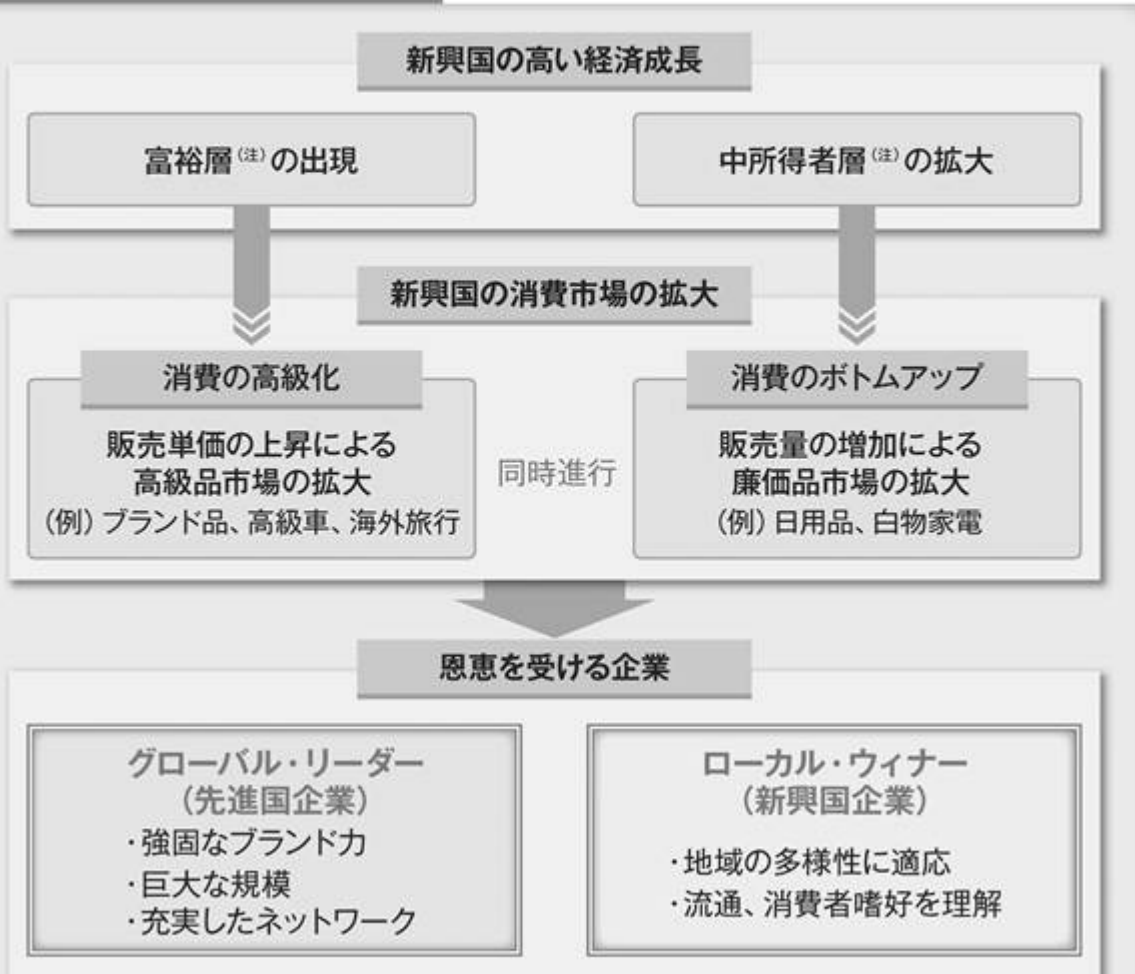 新興国の高い経済成長
富裕層(注)の出現
中所得者層(注)の拡大
新興国の消費市場の拡大
消費の高級化
販売単価の上昇による
高級品市場の拡大
(例)ブランド品、高級車、海外旅行
同時進行
消費のボトムアップ
販売量の増加による
廉価品市場の拡大
(例)日用品、白物家電
恩恵を受ける企業
グローバル・リーダー
(先進国企業)
・強固なブランド力
・巨大な規模
・充実したネットワーク
ローカル・ウィナー
(新興国企業)
・地域の多様性に適応
・流通、消費者嗜好を理解